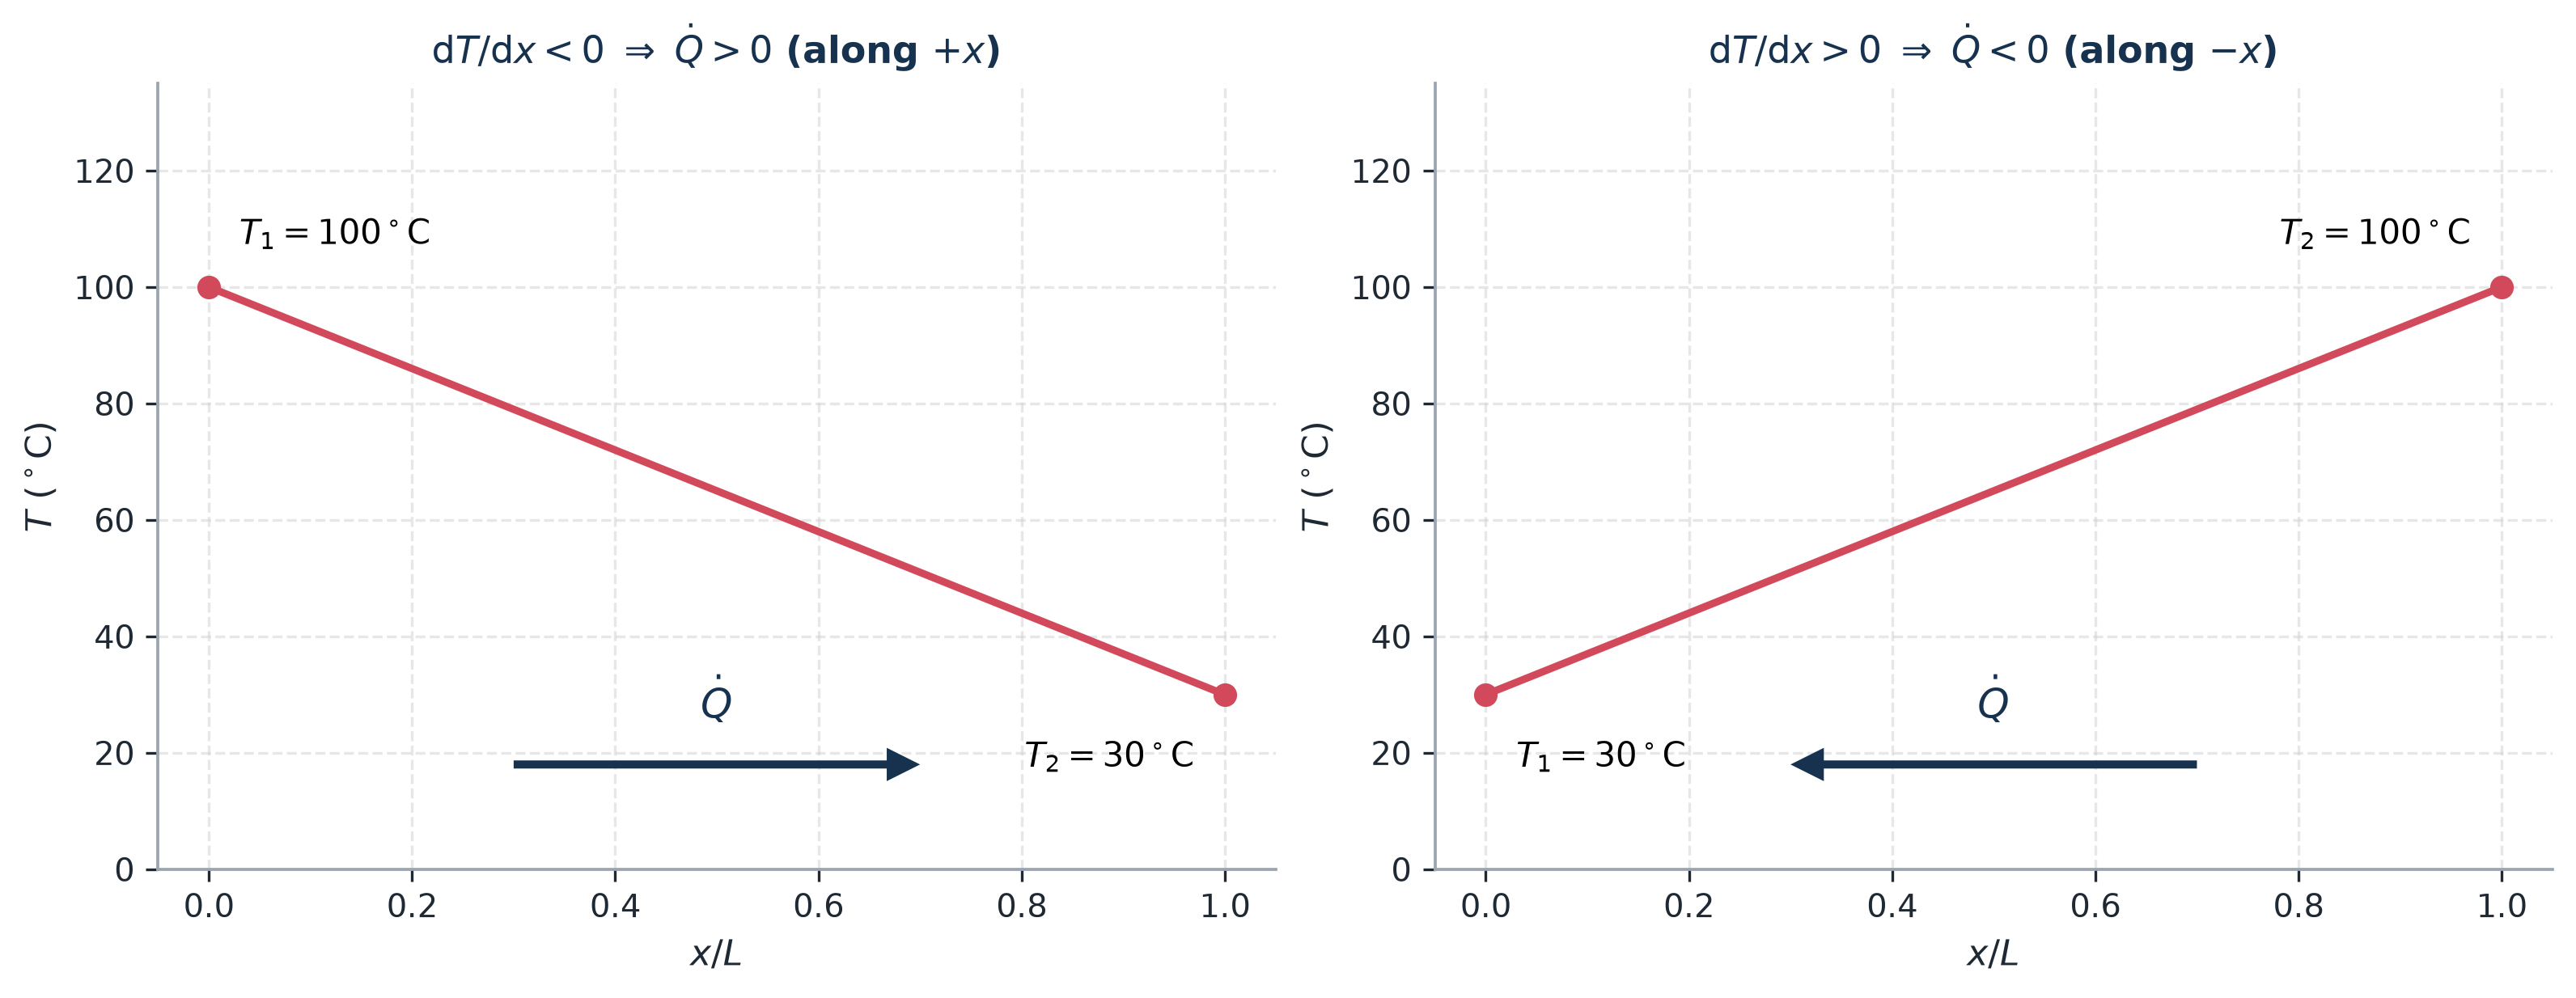 dT/dx < 0 ⇒ Q̇ > 0 (along +x)
120
100
80
60
40
20
0
T (°C)
T₁ = 100°C
Q̇
T₂ = 30°C
0.0 0.2 0.4 0.6 0.8 1.0
x/L
dT/dx > 0 ⇒ Q̇ < 0 (along −x)
120
100
80
60
40
20
0
T (°C)
T₂ = 100°C
Q̇
T₁ = 30°C
0.0 0.2 0.4 0.6 0.8 1.0
x/L